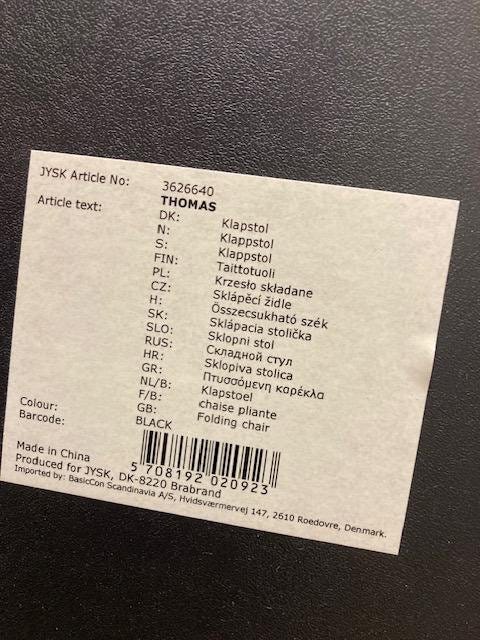 JYSK Article No: 3626640
Article text: THOMAS
DK: Klapstol
N: Klappstol
S: Klappstol
FIN: Taittotuoli
PL: Krzesło składane
CZ: Sklápěcí židle
H: Összecsukható szék
SK: Sklápacia stolička
SLO: Sklopni stol
RUS: Складной стул
HR: Sklopiva stolica
GR: Πτυσσόμενη καρέκλα
NL/B: Klapstoel
F/B: chaise pliante
GB: Folding chair
Colour: BLACK
Barcode:
5 708192 020923
Made in China
Produced for JYSK, DK-8220 Brabrand
Imported by: BasicCon Scandinavia A/S, Hvidsværmervej 147, 2610 Roedovre, Denmark.